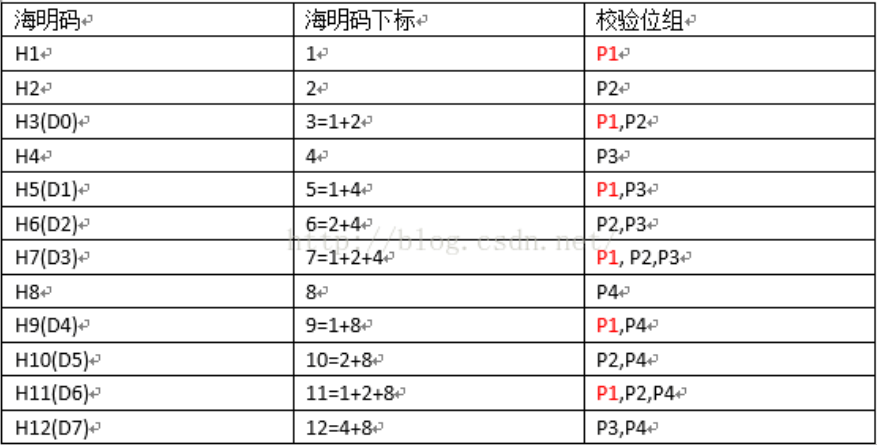 海明码 海明码下标 校验位组
H1 1 P1
H2 2 P2
H3(D0) 3=1+2 P1,P2
H4 4 P3
H5(D1) 5=1+4 P1,P3
H6(D2) 6=2+4 P2,P3
http://blog.csdn.net/
H7(D3) 7=1+2+4 P1, P2,P3
H8 8 P4
H9(D4) 9=1+8 P1,P4
H10(D5) 10=2+8 P2,P4
H11(D6) 11=1+2+8 P1,P2,P4
H12(D7) 12=4+8 P3,P4